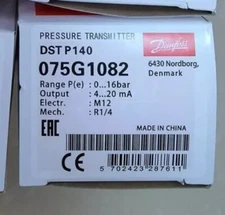 PRESSURE TRANSMITTER
DST P140
Danfoss
075G1082
6430 Nordborg,
Denmark
Range P(e) : 0...16bar
Output : 4...20 mA
Electr. : M12
Mech. : R1/4
EAC
MADE IN CHINA
CE
5 702423 287611